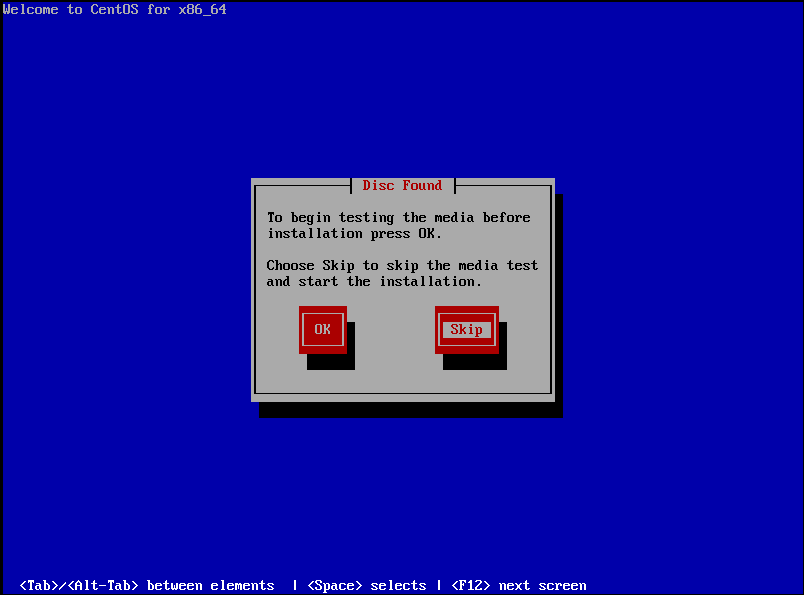 Welcome to CentOS for x86_64
Disc Found
To begin testing the media before
installation press OK.
Choose Skip to skip the media test
and start the installation.
OK Skip
<Tab>/<Alt-Tab> between elements | <Space> selects | <F12> next screen